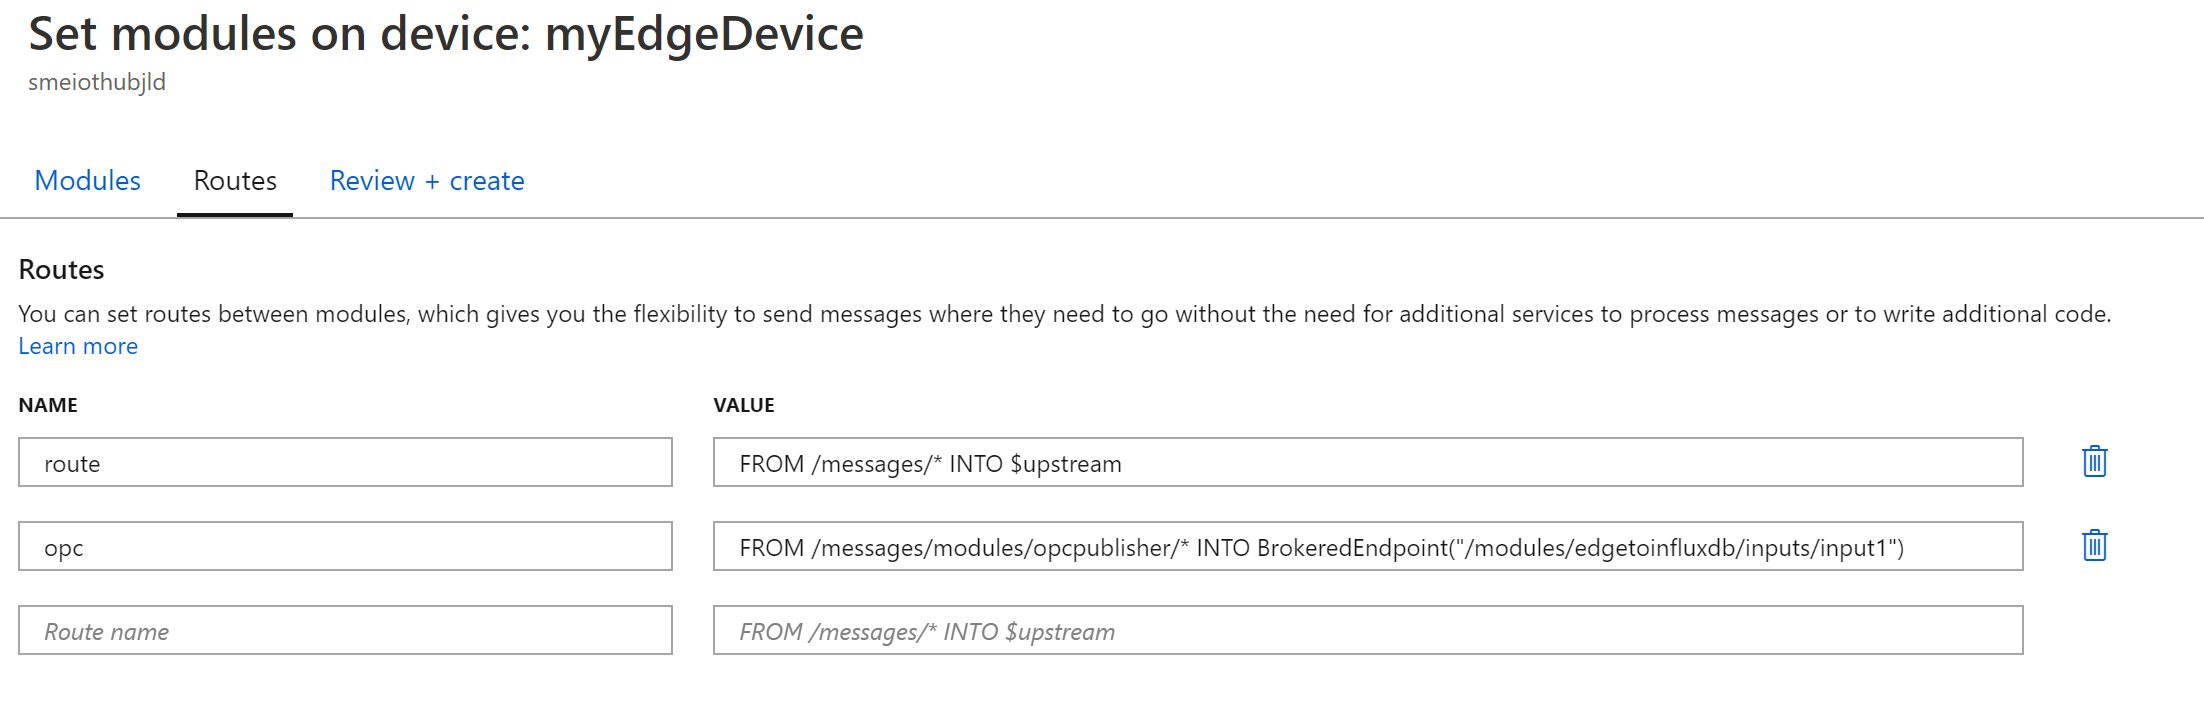 Set modules on device: myEdgeDevice
smeiothubjld
Modules Routes Review + create
Routes
You can set routes between modules, which gives you the flexibility to send messages where they need to go without the need for additional services to process messages or to write additional code.
Learn more
NAME VALUE
route FROM /messages/* INTO $upstream
opc FROM /messages/modules/opcpublisher/* INTO BrokeredEndpoint("/modules/edgetoinfluxdb/inputs/input1")
Route name FROM /messages/* INTO $upstream